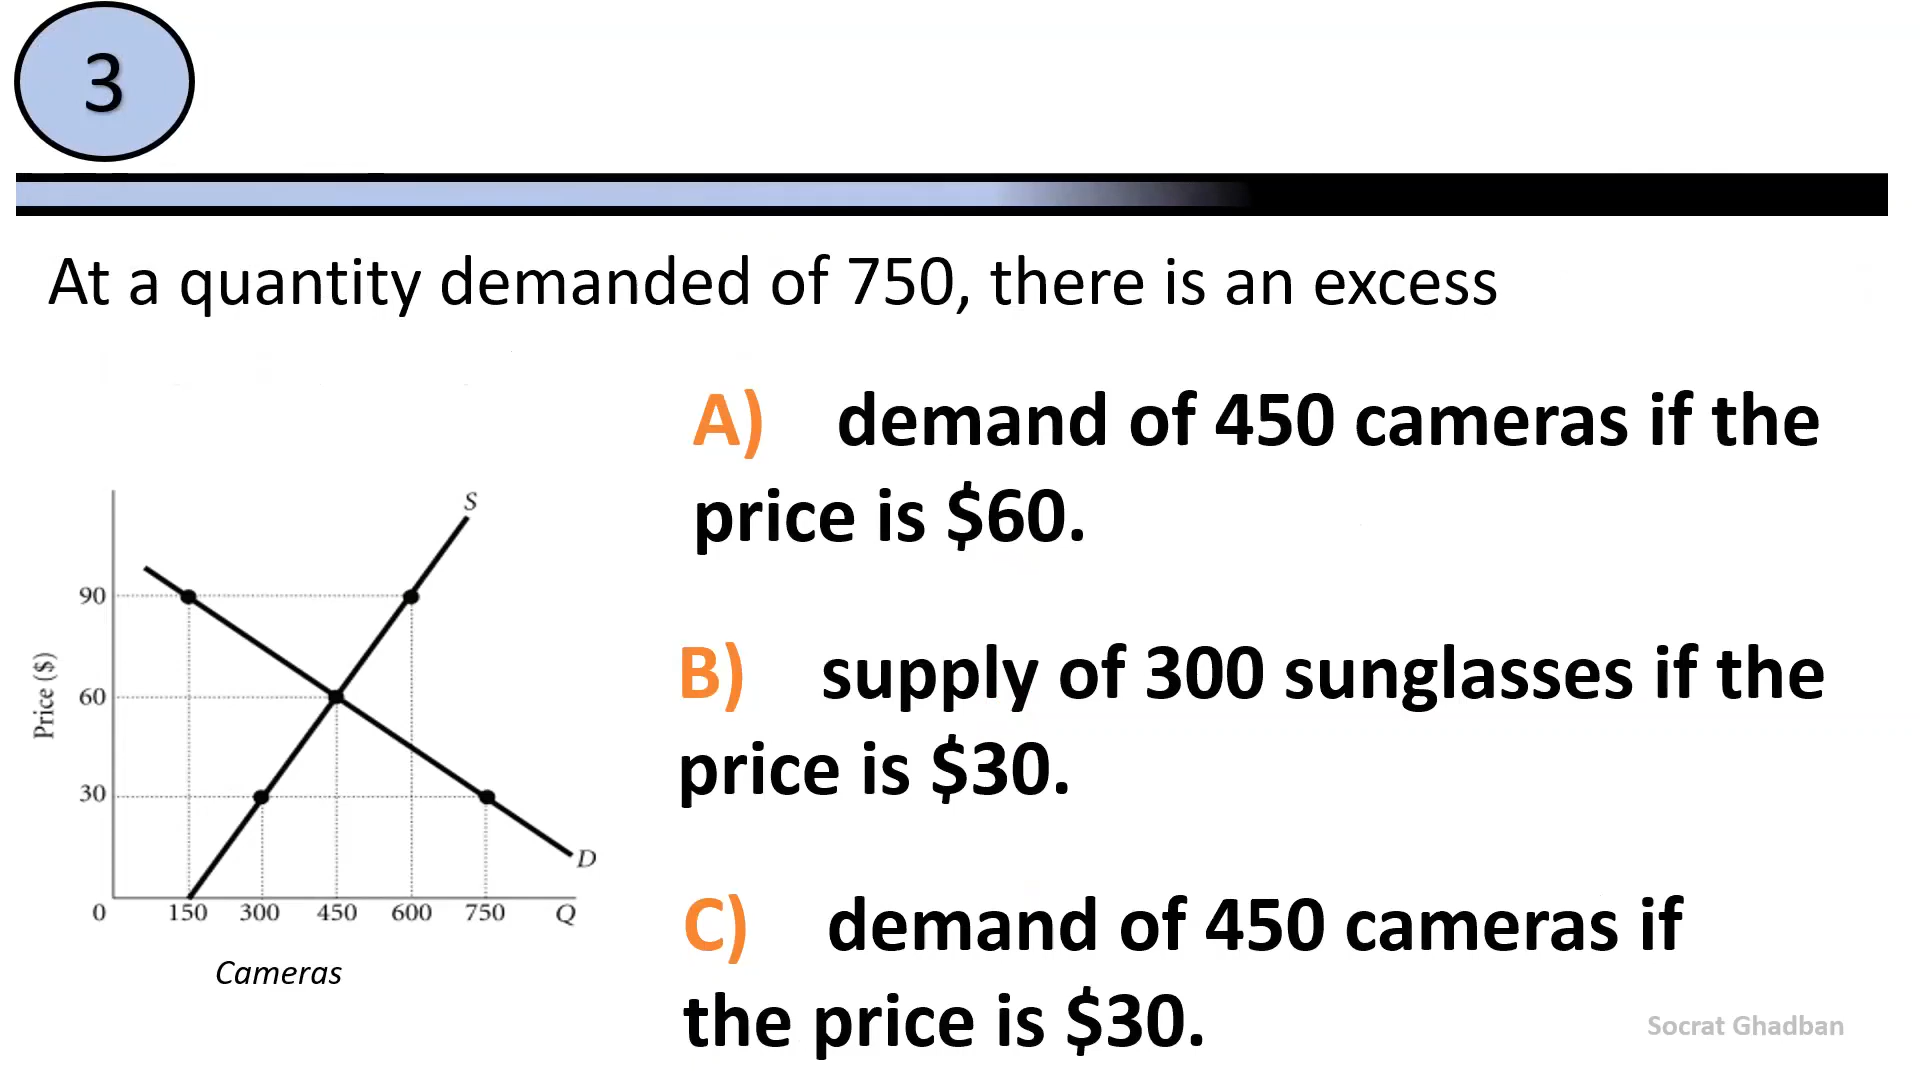 3
At a quantity demanded of 750, there is an excess
A) demand of 450 cameras if the
price is $60.
B) supply of 300 sunglasses if the
price is $30.
C) demand of 450 cameras if
the price is $30.
S
90
60
30
Price ($)
D
0 150 300 450 600 750 Q
Cameras
Socrat Ghadban